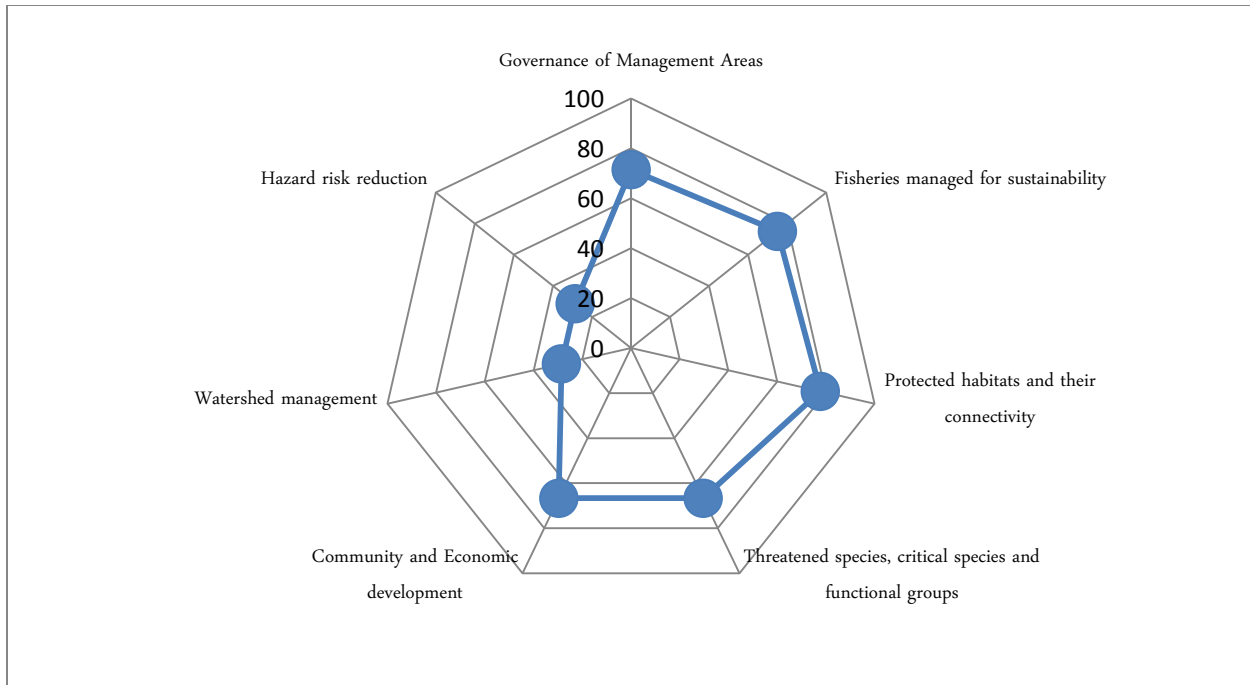 Governance of Management Areas
100
80
60
40
20
0
Hazard risk reduction
Fisheries managed for sustainability
Watershed management
Protected habitats and their
connectivity
Community and Economic
development
Threatened species, critical species and
functional groups